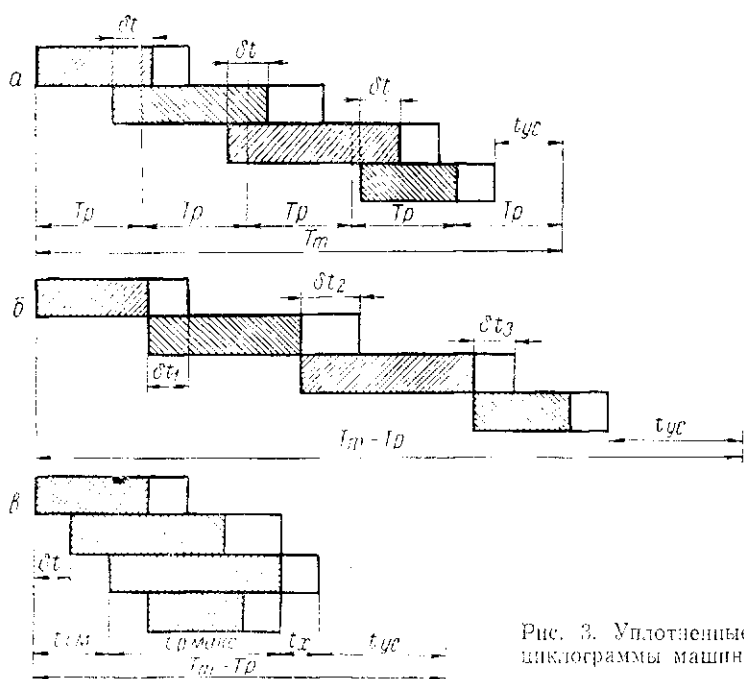 δt
δt
δt
а
tус
Tр Tр Tр Tр Tр
Tт
δt₂
б
δt₃
δt₁
tус
Tт - Tр
в
δt
tсм tр макс tх tус
Tт - Tр
Рис. 3. Уплотненные
циклограммы машин